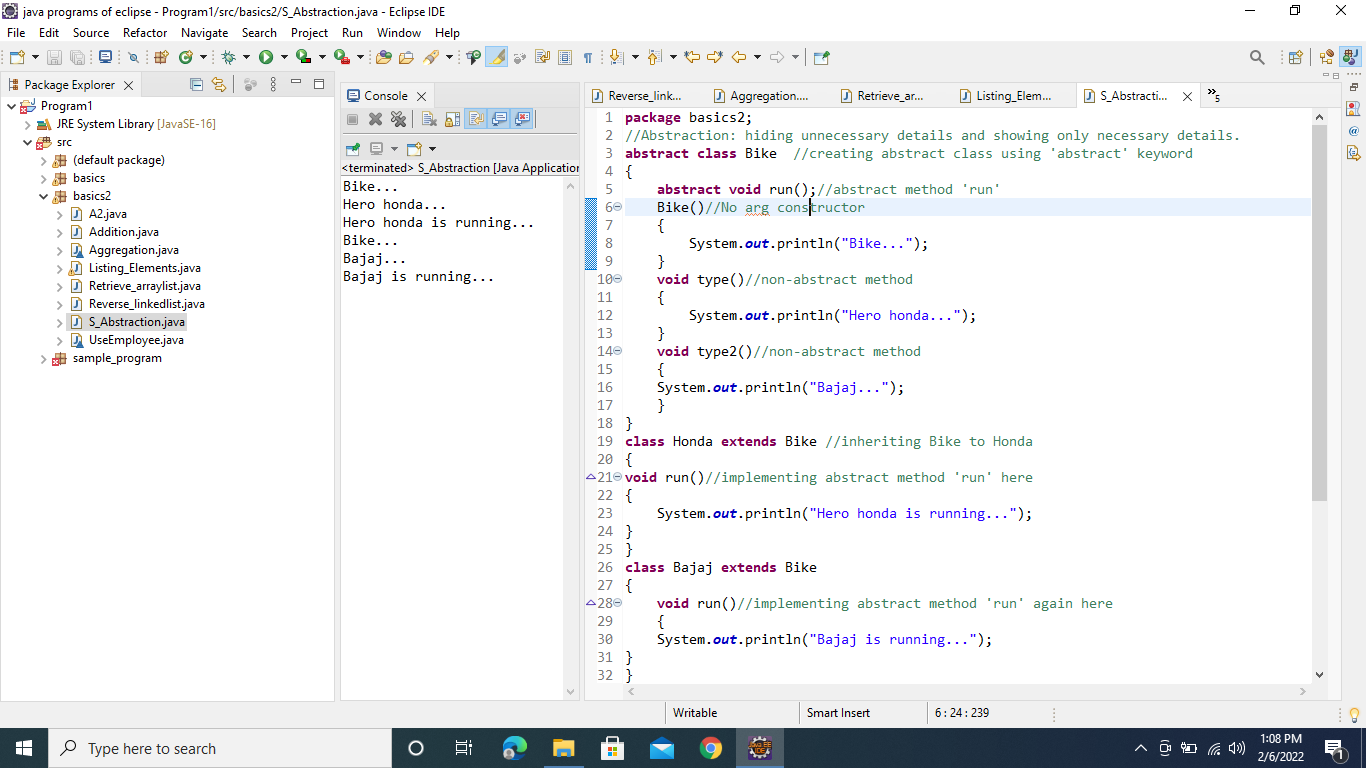 java programs of eclipse - Program1/src/basics2/S_Abstraction.java - Eclipse IDE
File Edit Source Refactor Navigate Search Project Run Window Help
Package Explorer
Program1
JRE System Library [JavaSE-16]
src
(default package)
basics
basics2
A2.java
Addition.java
Aggregation.java
Listing_Elements.java
Retrieve_arraylist.java
Reverse_linkedlist.java
S_Abstraction.java
UseEmployee.java
sample_program
Console
<terminated> S_Abstraction [Java Application
Bike...
Hero honda...
Hero honda is running...
Bike...
Bajaj...
Bajaj is running...
Reverse_link... Aggregation.... Retrieve_ar... Listing_Elem... S_Abstracti... »5
1 package basics2;
2 //Abstraction: hiding unnecessary details and showing only necessary details.
3 abstract class Bike  //creating abstract class using 'abstract' keyword
4 {
5     abstract void run();//abstract method 'run'
6     Bike()//No arg constructor
7     {
8         System.out.println("Bike...");
9     }
10     void type()//non-abstract method
11     {
12         System.out.println("Hero honda...");
13     }
14     void type2()//non-abstract method
15     {
16     System.out.println("Bajaj...");
17     }
18 }
19 class Honda extends Bike //inheriting Bike to Honda
20 {
21 void run()//implementing abstract method 'run' here
22 {
23     System.out.println("Hero honda is running...");
24 }
25 }
26 class Bajaj extends Bike
27 {
28     void run()//implementing abstract method 'run' again here
29     {
30     System.out.println("Bajaj is running...");
31 }
32 }
Writable Smart Insert 6 : 24 : 239
Type here to search
1:08 PM
2/6/2022
1